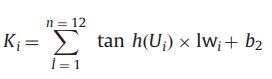 n = 12
K_i = ∑ tan h(U_i) × lw_i + b_2
i = 1